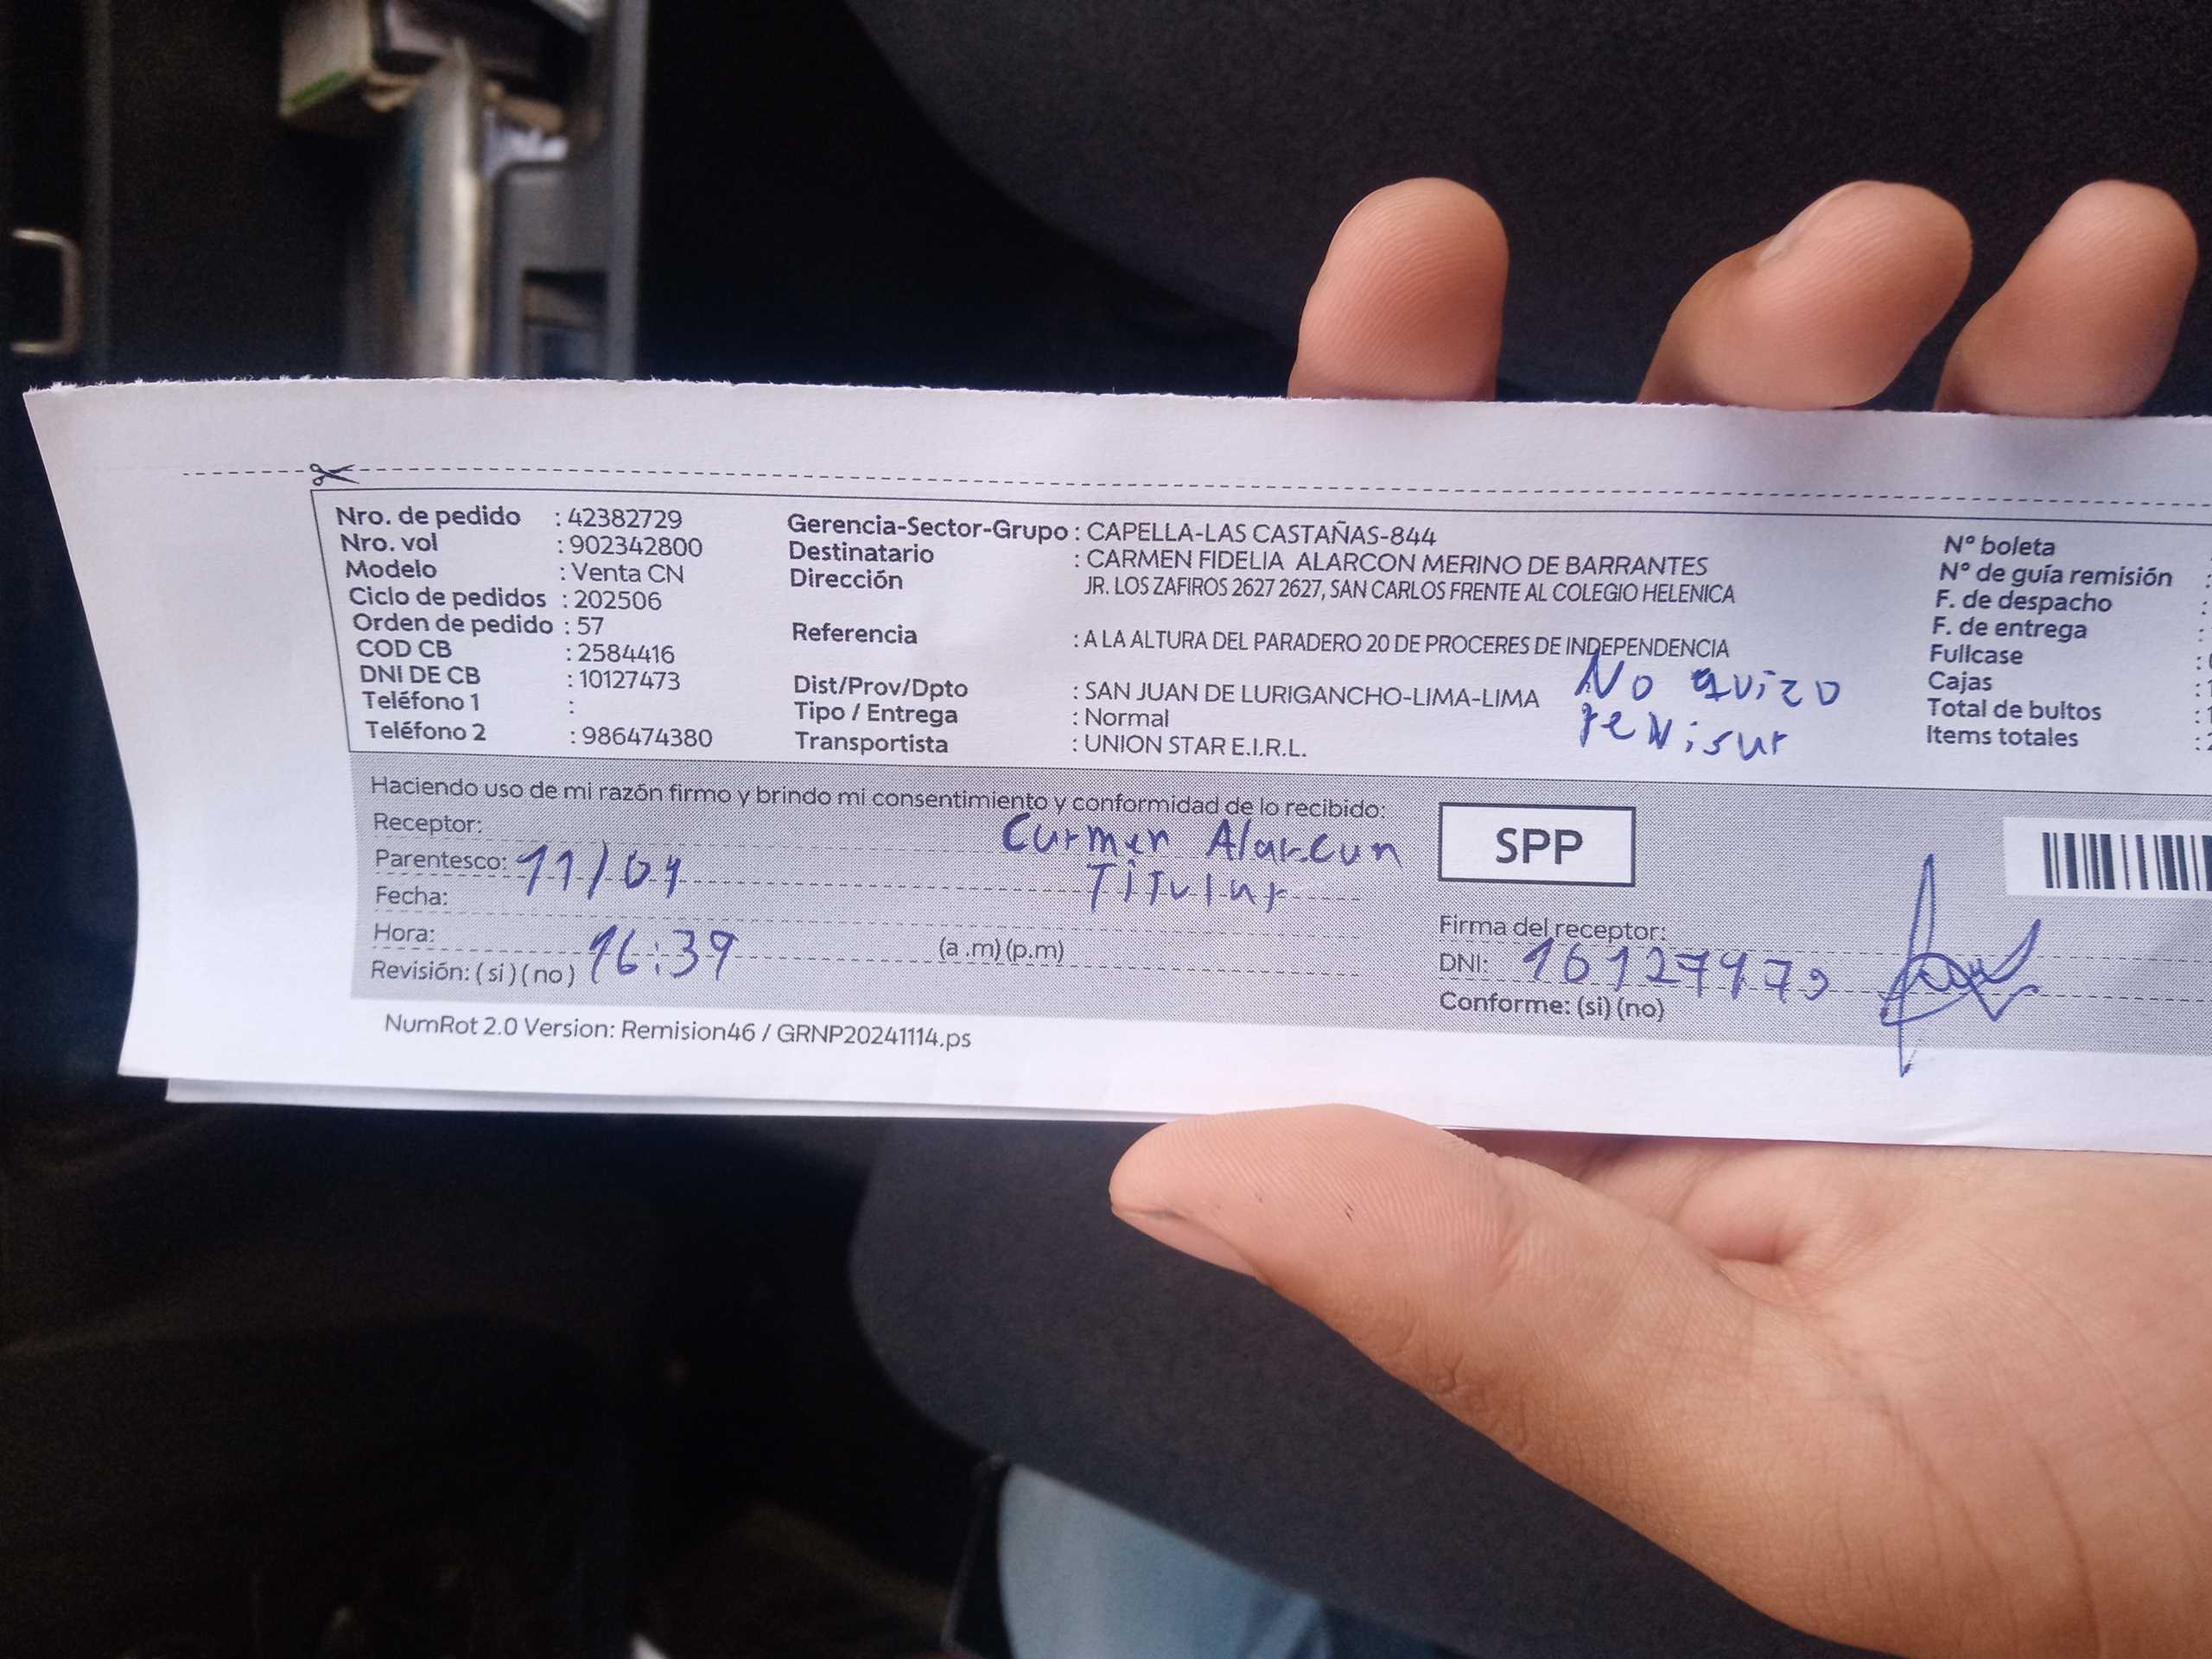 Nro. de pedido : 42382729
Nro. vol : 902342800
Modelo : Venta CN
Ciclo de pedidos : 202506
Orden de pedido : 57
COD CB : 2584416
DNI DE CB : 10127473
Teléfono 1 :
Teléfono 2 : 986474380
Gerencia-Sector-Grupo : CAPELLA-LAS CASTAÑAS-844
Destinatario : CARMEN FIDELIA ALARCON MERINO DE BARRANTES
Dirección JR. LOS ZAFIROS 2627 2627, SAN CARLOS FRENTE AL COLEGIO HELENICA
Referencia : A LA ALTURA DEL PARADERO 20 DE PROCERES DE INDEPENDENCIA
Dist/Prov/Dpto : SAN JUAN DE LURIGANCHO-LIMA-LIMA
Tipo / Entrega : Normal
Transportista : UNION STAR E.I.R.L.
No quizo
revisar
N° boleta
N° de guía remisión :
F. de despacho :
F. de entrega :
Fullcase :
Cajas :
Total de bultos :
Items totales :
Haciendo uso de mi razón firmo y brindo mi consentimiento y conformidad de lo recibido:
Receptor: Carmen Alarcon
Parentesco: 11/04 Titular
Fecha:
Hora: 16:39 (a .m) (p.m)
Revisión: ( si ) ( no )
SPP
Firma del receptor:
DNI:
Conforme: (si) (no)
NumRot 2.0 Version: Remision46 / GRNP20241114.ps